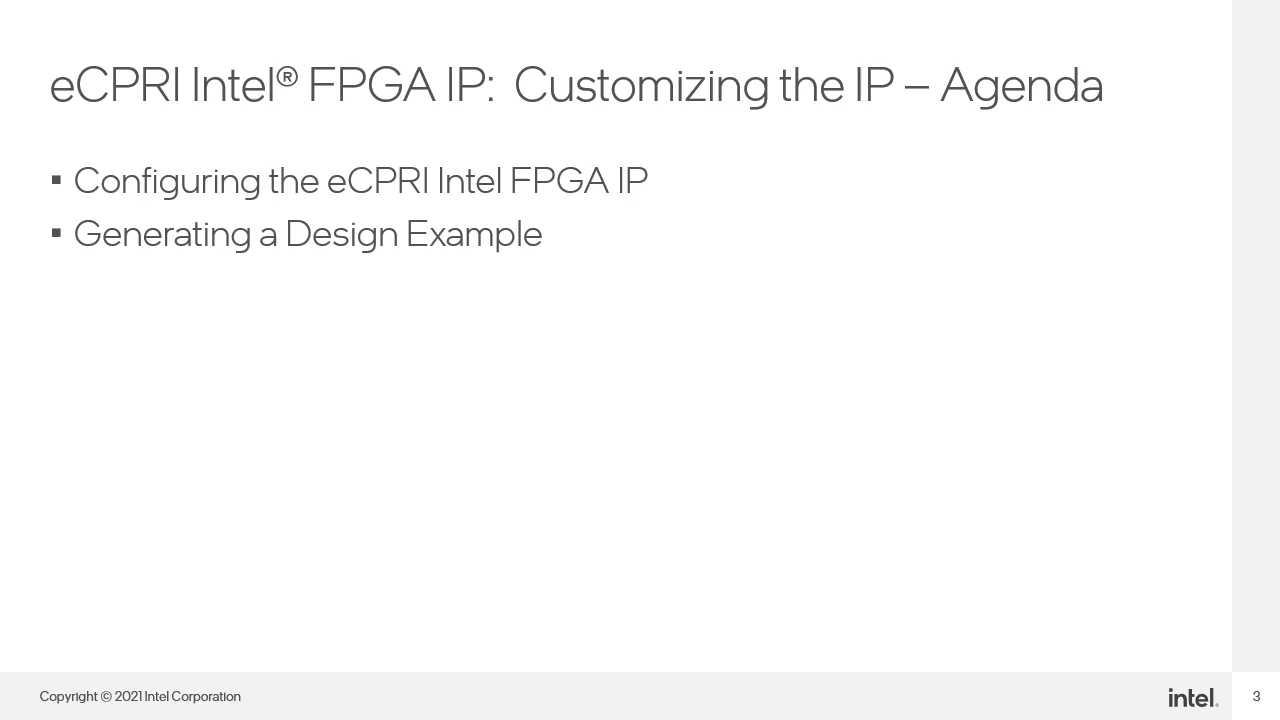 eCPRI Intel® FPGA IP:  Customizing the IP – Agenda
▪ Configuring the eCPRI Intel FPGA IP
▪ Generating a Design Example
Copyright © 2021 Intel Corporation
intel.
3